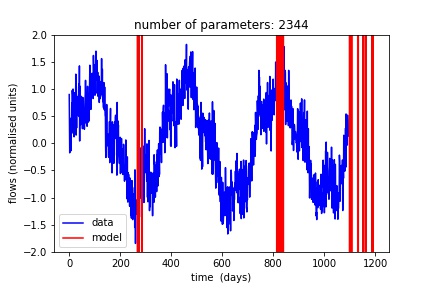 number of parameters: 2344
flows (normalised units)
2.0
1.5
1.0
0.5
0.0
−0.5
−1.0
−1.5
−2.0
data
model
0 200 400 600 800 1000 1200
time (days)